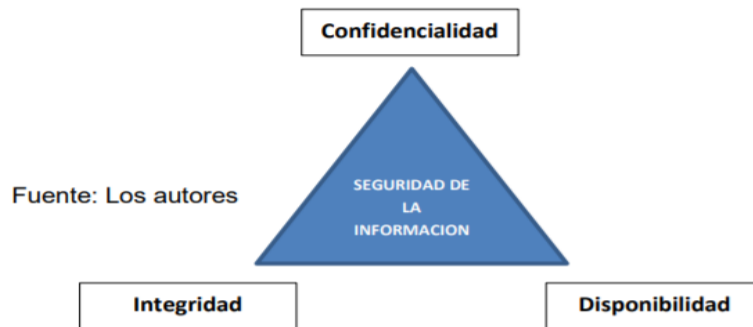 Confidencialidad
Fuente: Los autores
SEGURIDAD DE
LA
INFORMACION
Integridad
Disponibilidad